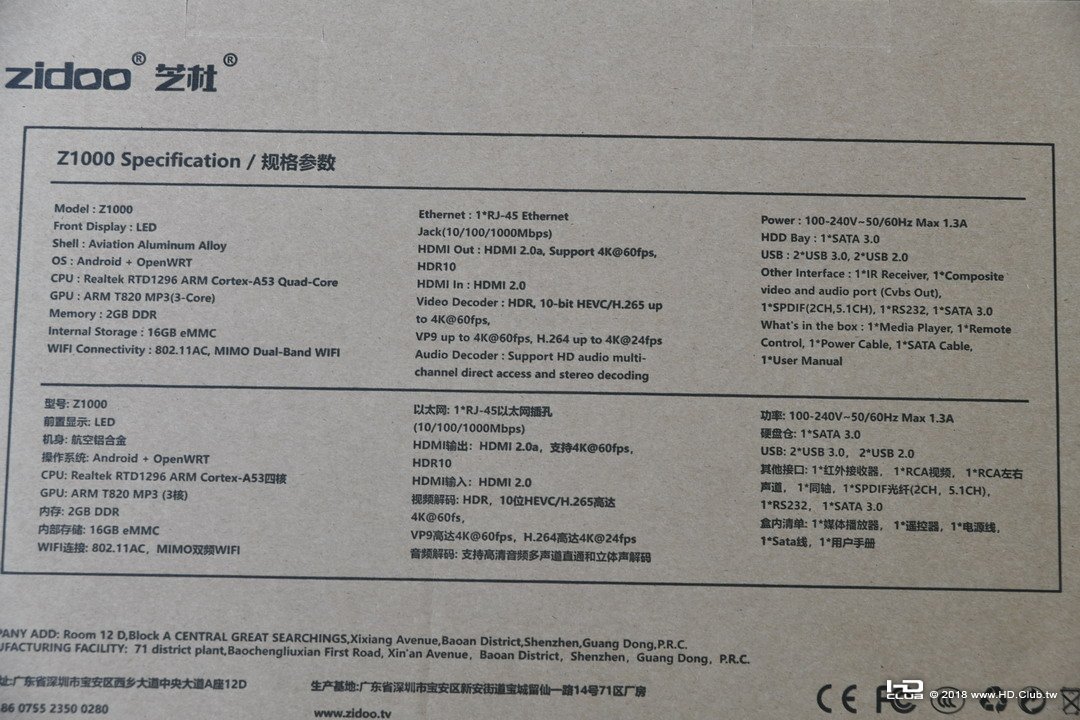 zidoo® 芝杜®
Z1000 Specification / 规格参数
Model : Z1000
Front Display : LED
Shell : Aviation Aluminum Alloy
OS : Android + OpenWRT
CPU : Realtek RTD1296 ARM Cortex-A53 Quad-Core
GPU : ARM T820 MP3(3-Core)
Memory : 2GB DDR
Internal Storage : 16GB eMMC
WIFI Connectivity : 802.11AC, MIMO Dual-Band WIFI
Ethernet : 1*RJ-45 Ethernet
Jack(10/100/1000Mbps)
HDMI Out : HDMI 2.0a, Support 4K@60fps,
HDR10
HDMI In : HDMI 2.0
Video Decoder : HDR, 10-bit HEVC/H.265 up
to 4K@60fps,
VP9 up to 4K@60fps, H.264 up to 4K@24fps
Audio Decoder : Support HD audio multi-
channel direct access and stereo decoding
Power : 100-240V~50/60Hz Max 1.3A
HDD Bay : 1*SATA 3.0
USB : 2*USB 3.0, 2*USB 2.0
Other Interface : 1*IR Receiver, 1*Composite
video and audio port (Cvbs Out),
1*SPDIF(2CH,5.1CH), 1*RS232, 1*SATA 3.0
What's in the box : 1*Media Player, 1*Remote
Control, 1*Power Cable, 1*SATA Cable,
1*User Manual
型号: Z1000
前置显示: LED
机身: 航空铝合金
操作系统: Android + OpenWRT
CPU: Realtek RTD1296 ARM Cortex-A53四核
GPU: ARM T820 MP3 (3核)
内存: 2GB DDR
内部存储: 16GB eMMC
WIFI连接: 802.11AC, MIMO双频WIFI
以太网: 1*RJ-45以太网插孔
(10/100/1000Mbps)
HDMI输出: HDMI 2.0a, 支持4K@60fps,
HDR10
HDMI输入: HDMI 2.0
视频解码: HDR, 10位HEVC/H.265高达
4K@60fs,
VP9高达4K@60fps, H.264高达4K@24fps
音频解码: 支持高清音频多声道直通和立体声解码
功率: 100-240V~50/60Hz Max 1.3A
硬盘仓: 1*SATA 3.0
USB: 2*USB 3.0, 2*USB 2.0
其他接口: 1*红外接收器, 1*RCA视频, 1*RCA左右
声道, 1*同轴, 1*SPDIF光纤(2CH, 5.1CH),
1*RS232, 1*SATA 3.0
盒内清单: 1*媒体播放器, 1*遥控器, 1*电源线,
1*Sata线, 1*用户手册
PANY ADD: Room 12 D,Block A CENTRAL GREAT SEARCHINGS,Xixiang Avenue,Baoan District,Shenzhen,Guang Dong,P.R.C.
UFACTURING FACILITY: 71 district plant,Baochengliuxian First Road, Xin'an Avenue, Baoan District, Shenzhen, Guang Dong, P.R.C.
址:广东省深圳市宝安区西乡大道中央大道A座12D
生产基地:广东省深圳市宝安区新安街道宝城留仙一路14号71区厂房
86 0755 2350 0280
www.zidoo.tv
CE FC CCC
HD CLUB © 2018 www.HD.Club.tw